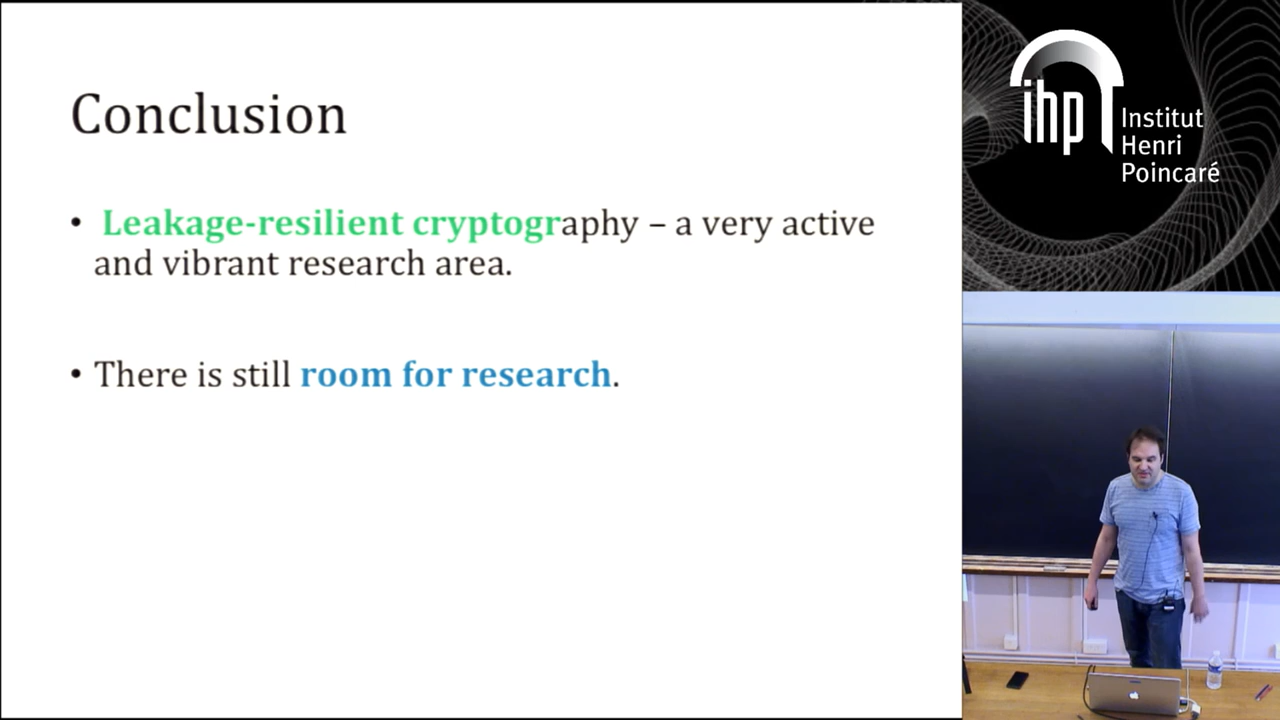 Conclusion
• Leakage-resilient cryptography – a very active
and vibrant research area.
• There is still room for research.
ihp
Institut
Henri
Poincaré